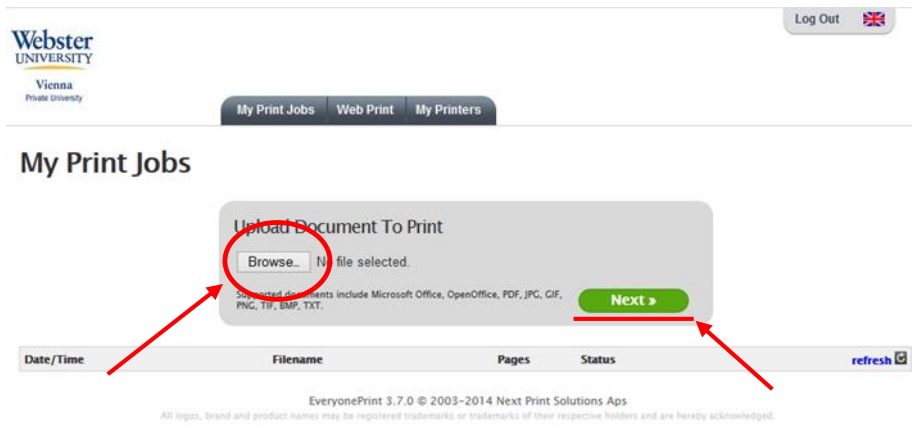 Log Out
Webster
UNIVERSITY
Vienna
Private University
My Print Jobs Web Print My Printers
My Print Jobs
Upload Document To Print
Browse_ No file selected.
Supported documents include Microsoft Office, OpenOffice, PDF, JPG, GIF,
PNG, TIF, BMP, TXT.
Next »
Date/Time Filename Pages Status refresh
EveryonePrint 3.7.0 © 2003-2014 Next Print Solutions Aps
All logos, brand and product names may be registered trademarks or trademarks of their respective holders and are hereby acknowledged.